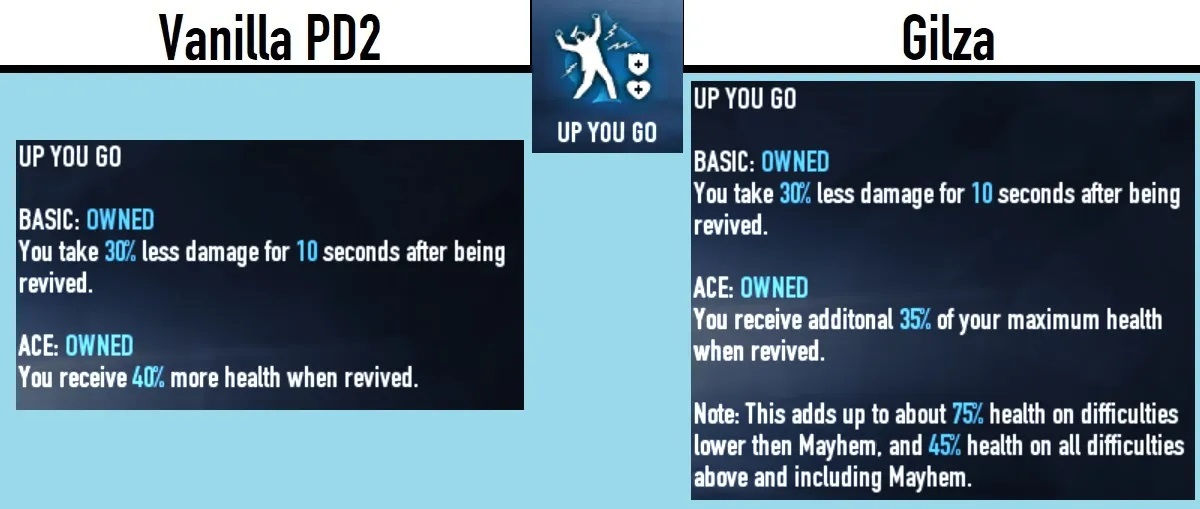 Vanilla PD2
UP YOU GO
BASIC: OWNED
You take 30% less damage for 10 seconds after being
revived.
ACE: OWNED
You receive 40% more health when revived.
UP YOU GO
Gilza
UP YOU GO
BASIC: OWNED
You take 30% less damage for 10 seconds after being
revived.
ACE: OWNED
You receive additonal 35% of your maximum health
when revived.
Note: This adds up to about 75% health on difficulties
lower then Mayhem, and 45% health on all difficulties
above and including Mayhem.